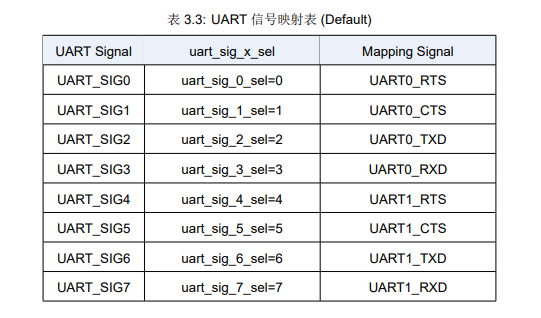 表 3.3: UART 信号映射表 (Default)
UART Signal uart_sig_x_sel Mapping Signal
UART_SIG0 uart_sig_0_sel=0 UART0_RTS
UART_SIG1 uart_sig_1_sel=1 UART0_CTS
UART_SIG2 uart_sig_2_sel=2 UART0_TXD
UART_SIG3 uart_sig_3_sel=3 UART0_RXD
UART_SIG4 uart_sig_4_sel=4 UART1_RTS
UART_SIG5 uart_sig_5_sel=5 UART1_CTS
UART_SIG6 uart_sig_6_sel=6 UART1_TXD
UART_SIG7 uart_sig_7_sel=7 UART1_RXD